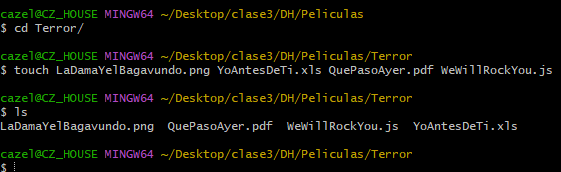 cazel@CZ_HOUSE MINGW64 ~/Desktop/clase3/DH/Peliculas
$ cd Terror/
cazel@CZ_HOUSE MINGW64 ~/Desktop/clase3/DH/Peliculas/Terror
$ touch LaDamaYelBagavundo.png YoAntesDeTi.xls QuePasoAyer.pdf WeWillRockYou.js
cazel@CZ_HOUSE MINGW64 ~/Desktop/clase3/DH/Peliculas/Terror
$ ls
LaDamaYelBagavundo.png  QuePasoAyer.pdf  WeWillRockYou.js  YoAntesDeTi.xls
cazel@CZ_HOUSE MINGW64 ~/Desktop/clase3/DH/Peliculas/Terror
$